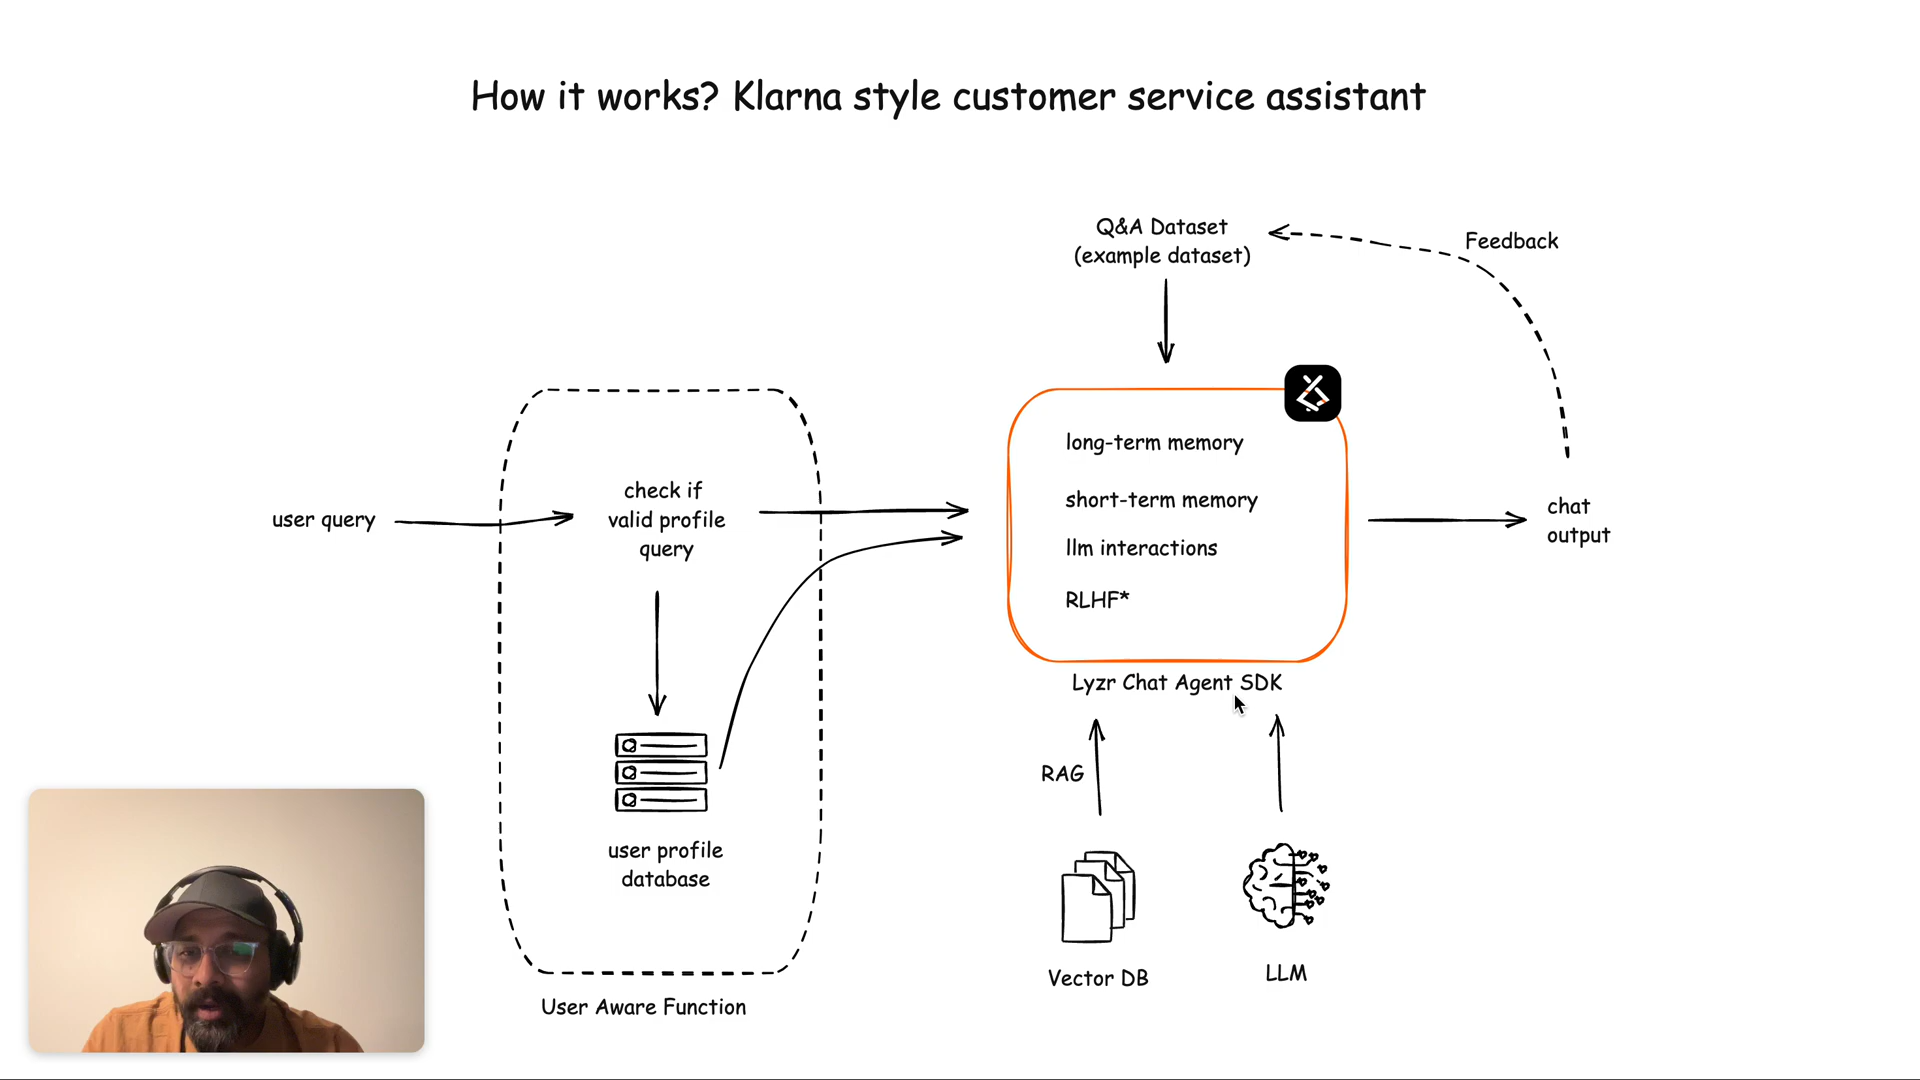 How it works? Klarna style customer service assistant
Q&A Dataset
(example dataset)
Feedback
long-term memory
short-term memory
llm interactions
RLHF*
Lyzr Chat Agent SDK
user query
check if
valid profile
query
chat
output
user profile
database
User Aware Function
RAG
Vector DB
LLM